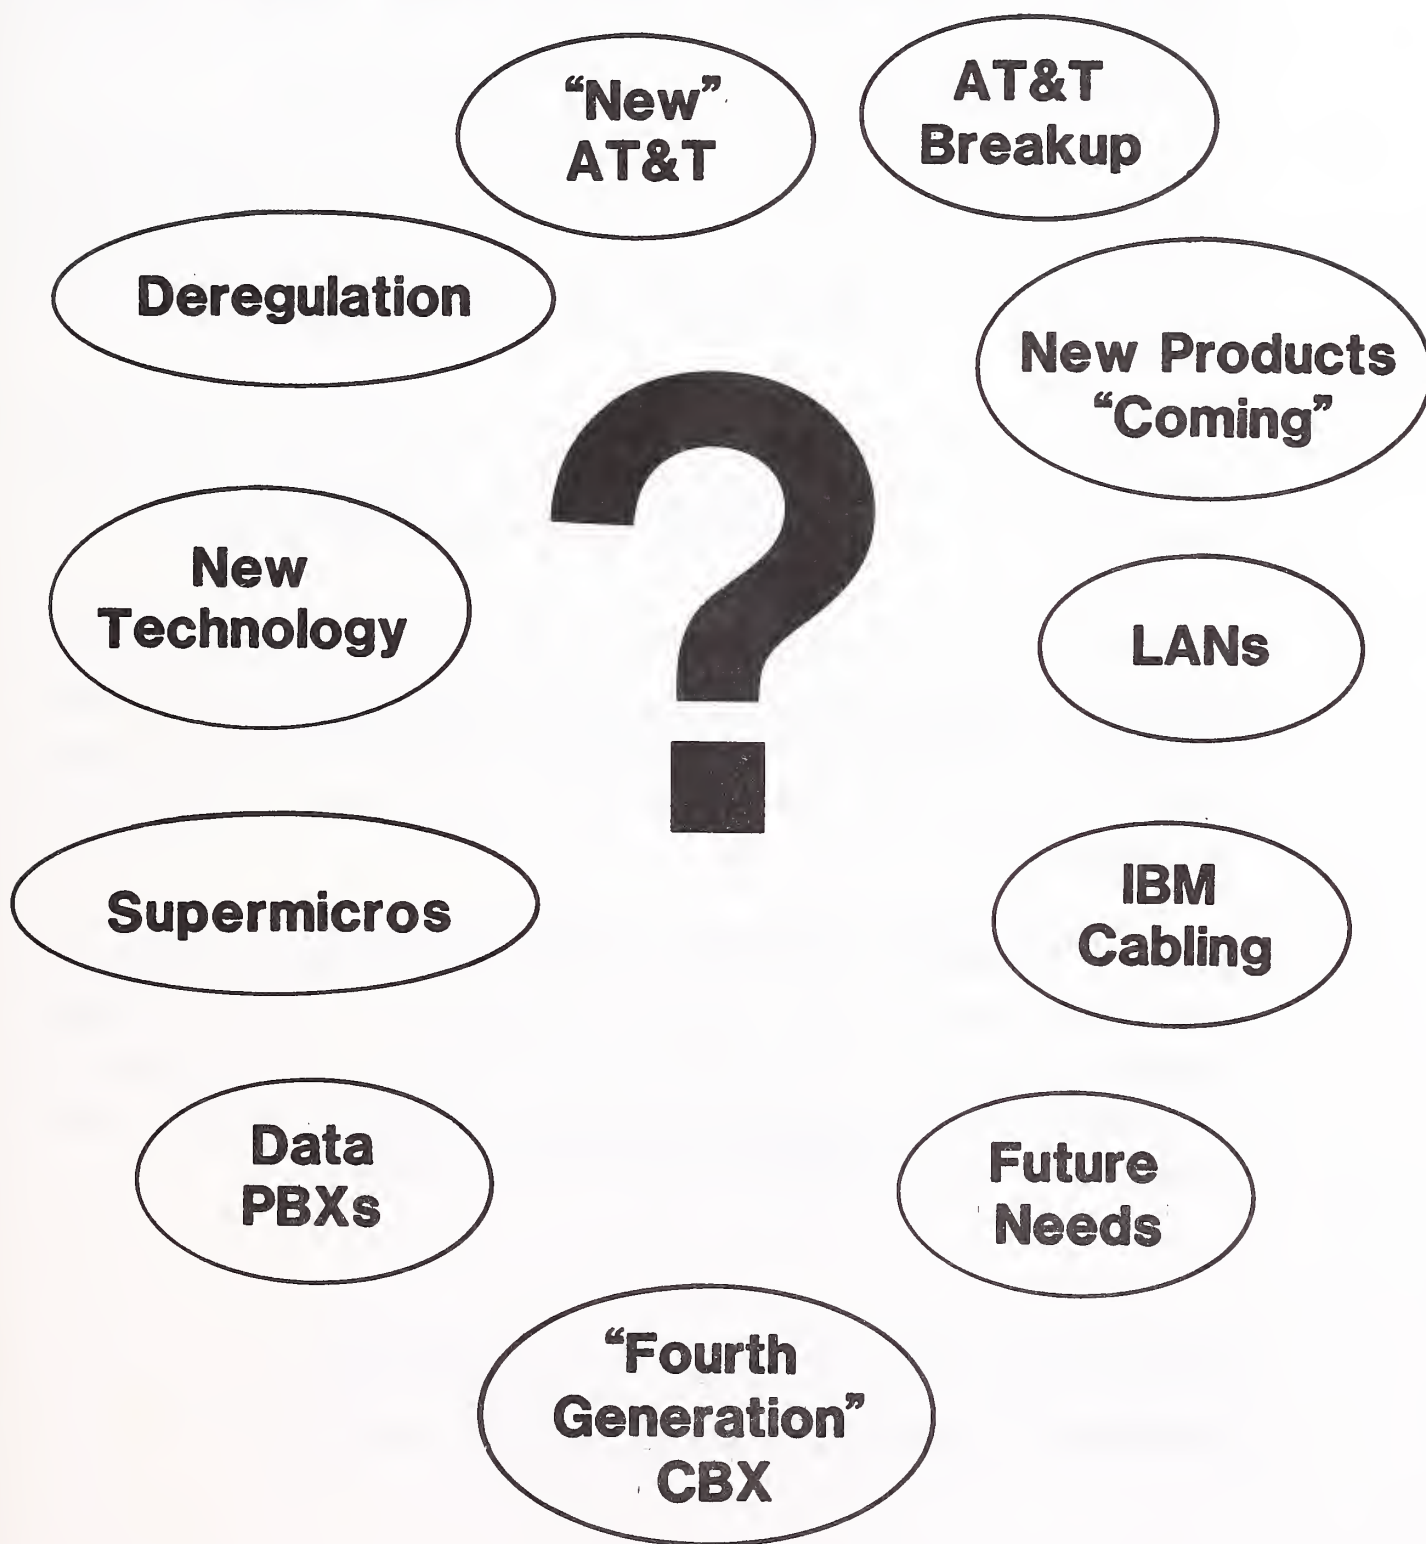 “New”
AT&T
AT&T
Breakup
Deregulation
New Products
“Coming”
?
New
Technology
LANs
Supermicros
IBM
Cabling
Data
PBXs
Future
Needs
“Fourth
Generation”
CBX